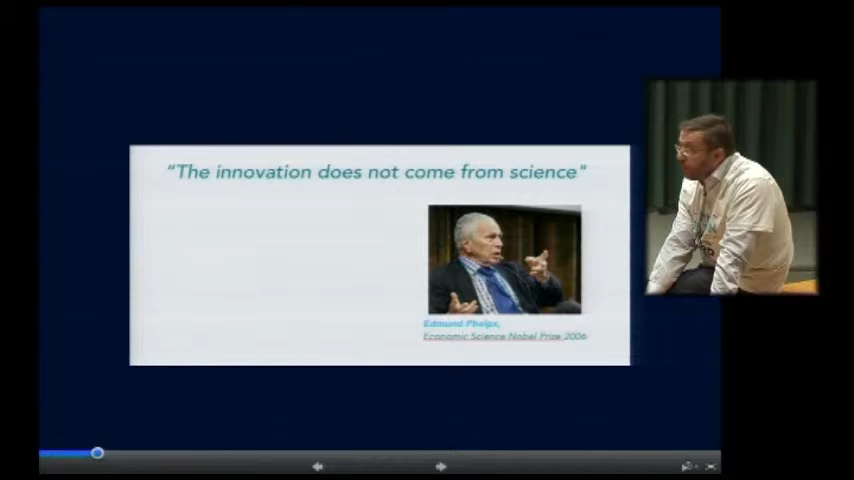 "The innovation does not come from science"
Edmund Phelps,
Economic Science Nobel Prize 2006